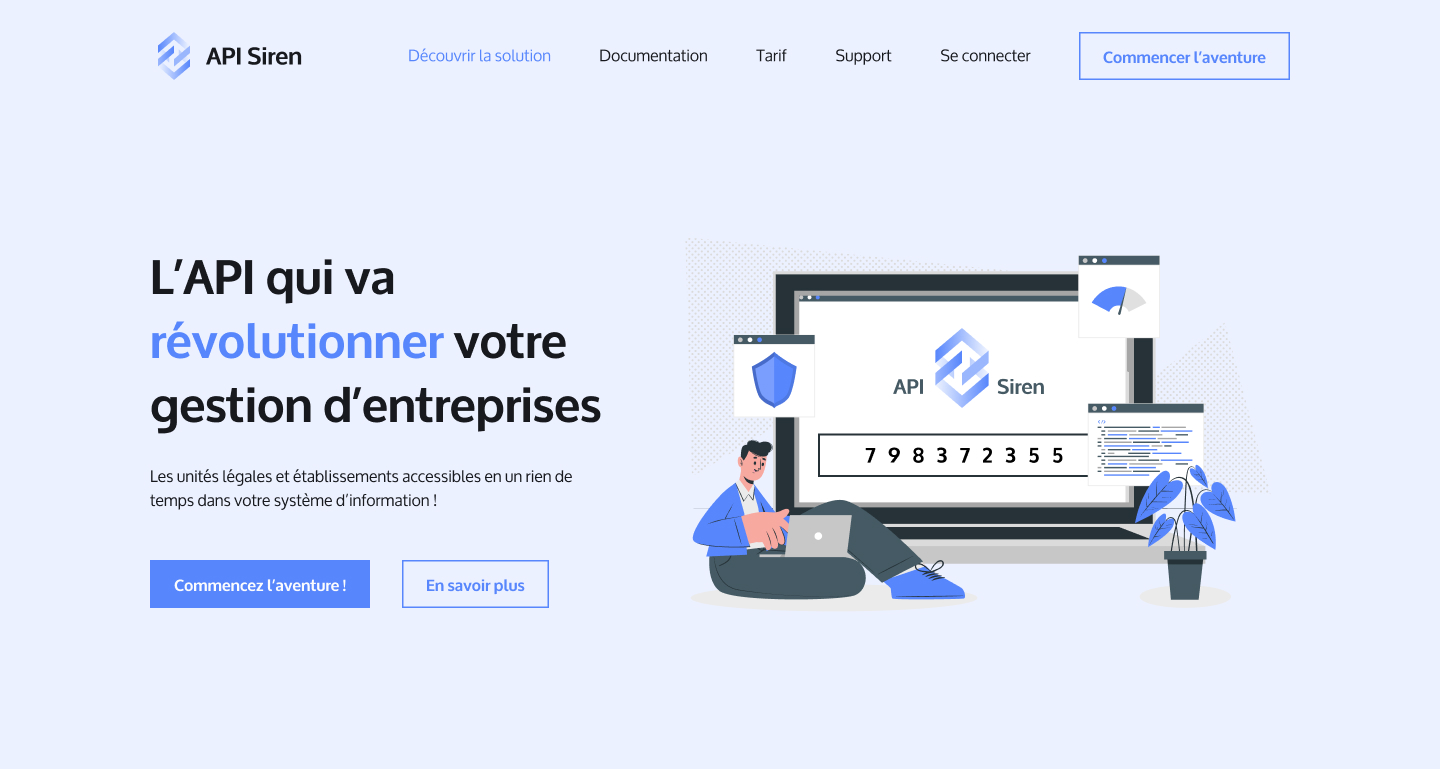 API Siren
Découvrir la solution
Documentation
Tarif
Support
Se connecter
Commencer l’aventure
L’API qui va
révolutionner votre
gestion d’entreprises
Les unités légales et établissements accessibles en un rien de
temps dans votre système d’information !
Commencez l’aventure !
En savoir plus
API Siren
7 9 8 3 7 2 3 5 5